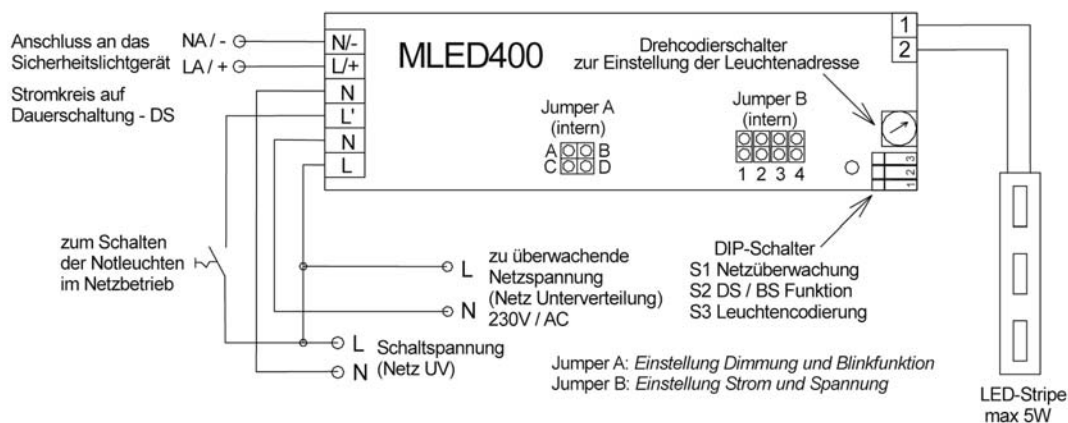 Anschluss an das
Sicherheitslichtgerät
NA / -
LA / +
Stromkreis auf
Dauerschaltung - DS
N/-
L/+
N
L'
N
L
MLED400
Drehcodierschalter
zur Einstellung der Leuchtenadresse
1
2
Jumper A
(intern)
A B
C D
Jumper B
(intern)
1 2 3 4
3
2
1
zum Schalten
der Notleuchten
im Netzbetrieb
L
N
zu überwachende
Netzspannung
(Netz Unterverteilung)
230V / AC
L
N
Schaltspannung
(Netz UV)
DIP-Schalter
S1 Netzüberwachung
S2 DS / BS Funktion
S3 Leuchtencodierung
Jumper A: Einstellung Dimmung und Blinkfunktion
Jumper B: Einstellung Strom und Spannung
LED-Stripe
max 5W